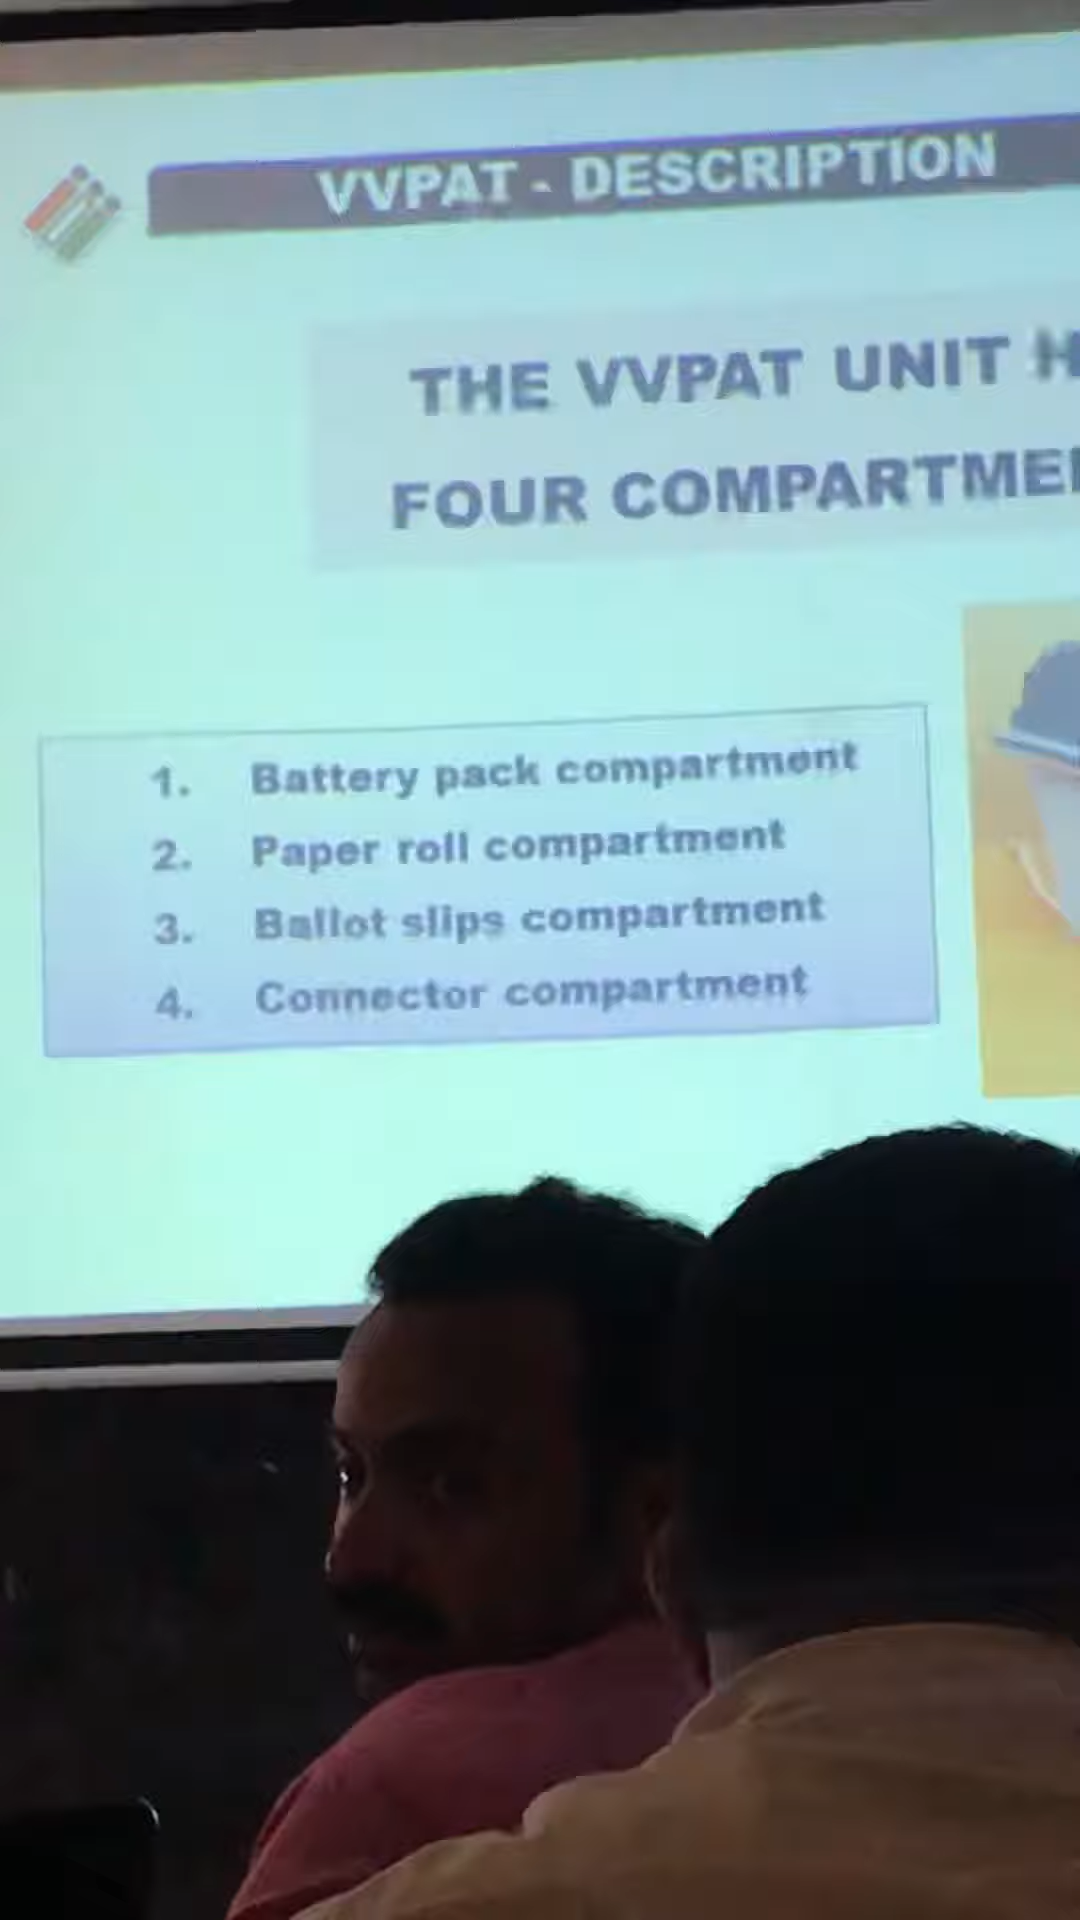 VVPAT - DESCRIPTION
THE VVPAT UNIT
FOUR
1. Battery pack compartment
2. Paper roll compartment
3. Ballot slips compartment
4. Connector compartment